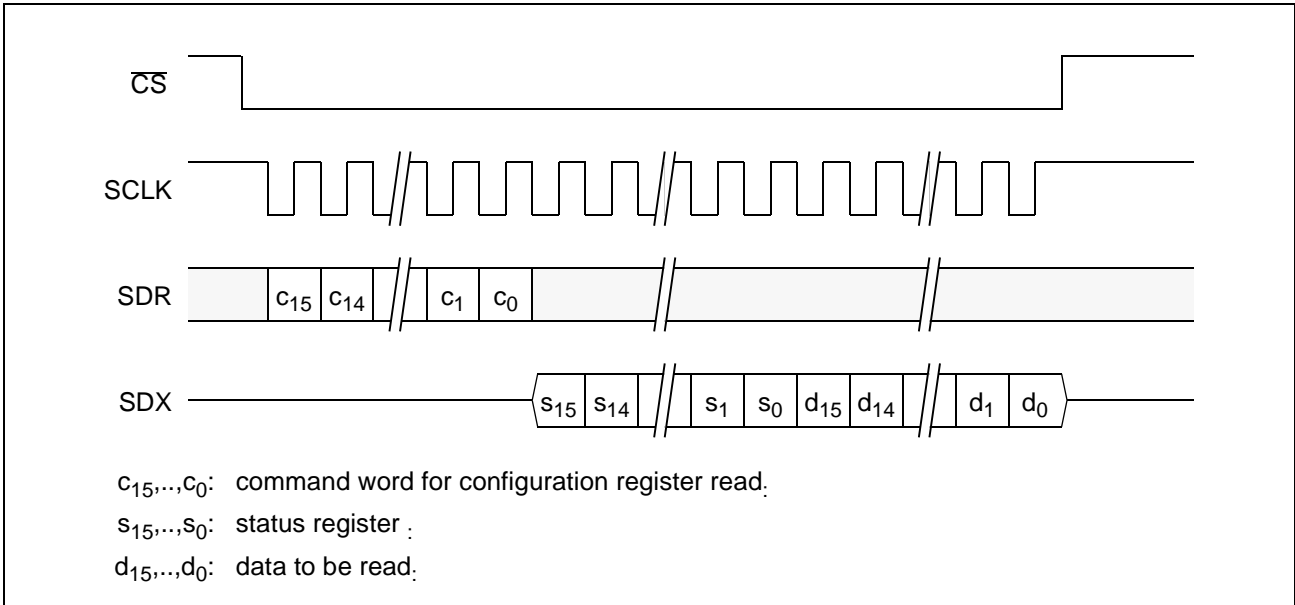 CS
SCLK
SDR c15 c14 c1 c0
SDX s15 s14 s1 s0 d15 d14 d1 d0
c15,..,c0: command word for configuration register read:
s15,..,s0: status register :
d15,..,d0: data to be read: